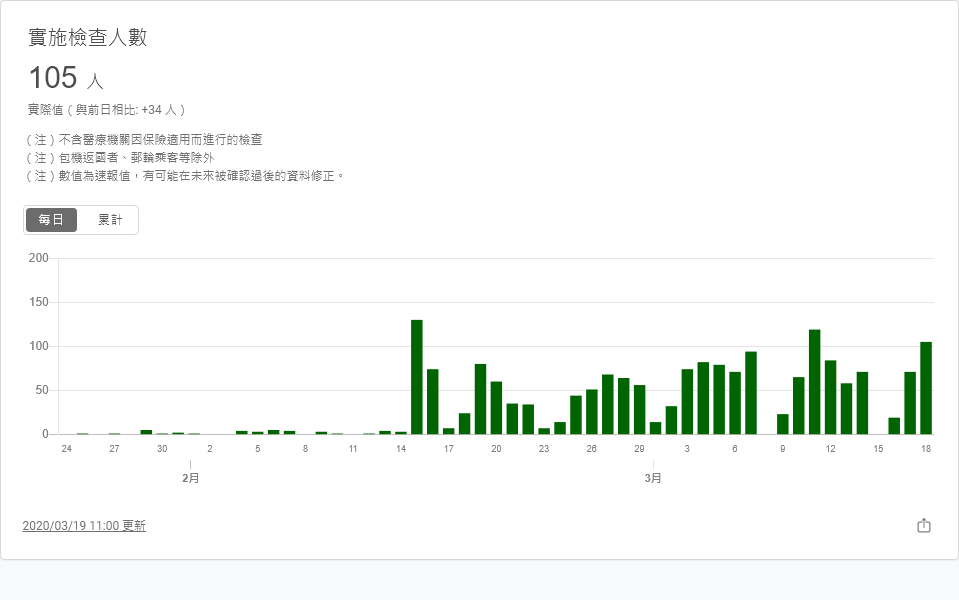 實施檢查人數
105 人
實際值 ( 與前日相比: +34 人 )
( 注 ) 不含醫療機關因保險適用而進行的檢查
( 注 ) 包機返國者、郵輪乘客等除外
( 注 ) 數值為速報值，有可能在未來被確認過後的資料修正。
每日 累計
200
150
100
50
0
24 27 30 2 5 8 11 14 17 20 23 26 29 3 6 9 12 15 18
2月 3月
2020/03/19 11:00 更新